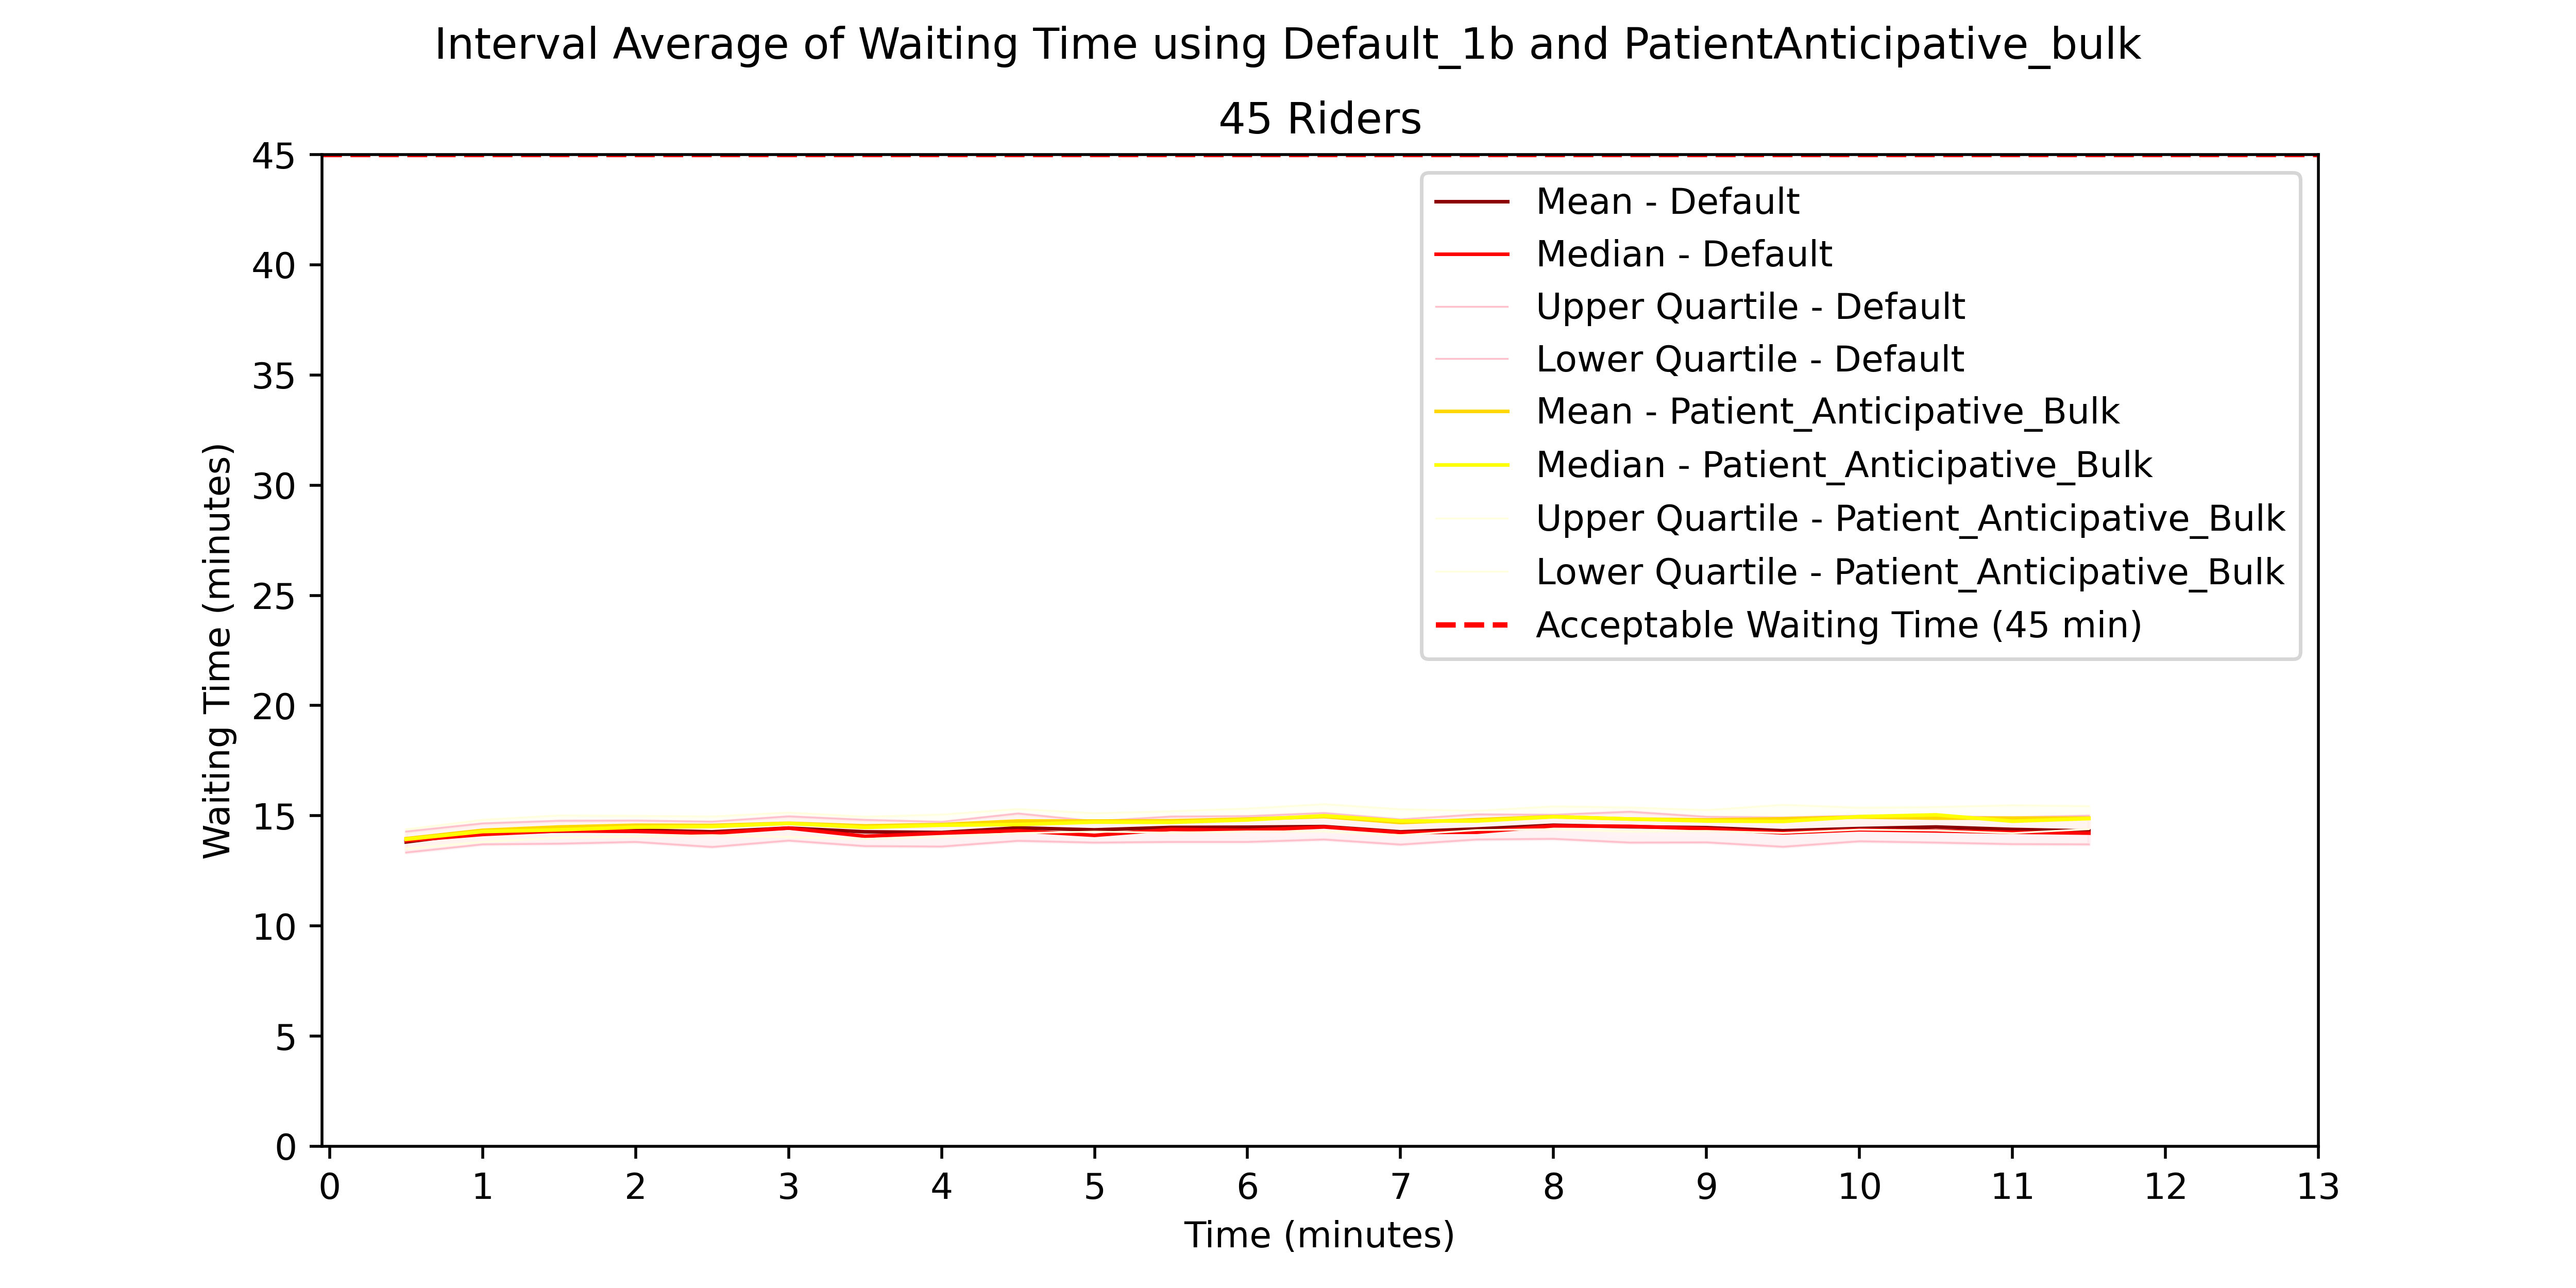 Interval Average of Waiting Time using Default_1b and PatientAnticipative_bulk
45 Riders
45
40
35
30
25
20
15
10
5
0
Waiting Time (minutes)
Mean - Default
Median - Default
Upper Quartile - Default
Lower Quartile - Default
Mean - Patient_Anticipative_Bulk
Median - Patient_Anticipative_Bulk
Upper Quartile - Patient_Anticipative_Bulk
Lower Quartile - Patient_Anticipative_Bulk
Acceptable Waiting Time (45 min)
0 1 2 3 4 5 6 7 8 9 10 11 12 13
Time (minutes)